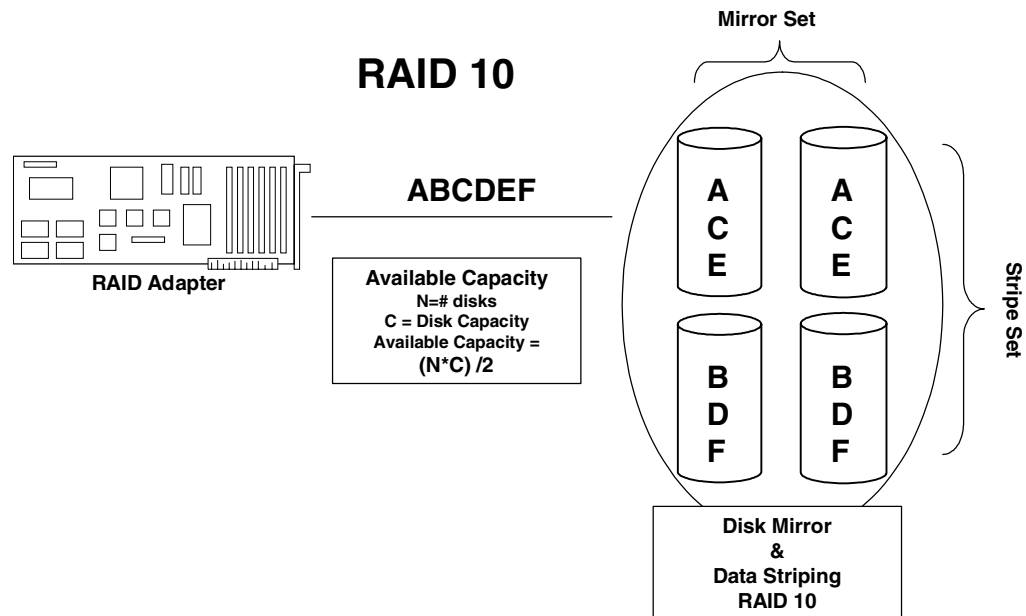 Mirror Set
RAID 10
ABCDEF
RAID Adapter
Available Capacity
N=# disks
C = Disk Capacity
Available Capacity =
(N*C) /2
A
C
E
A
C
E
B
D
F
B
D
F
Stripe Set
Disk Mirror
&
Data Striping
RAID 10